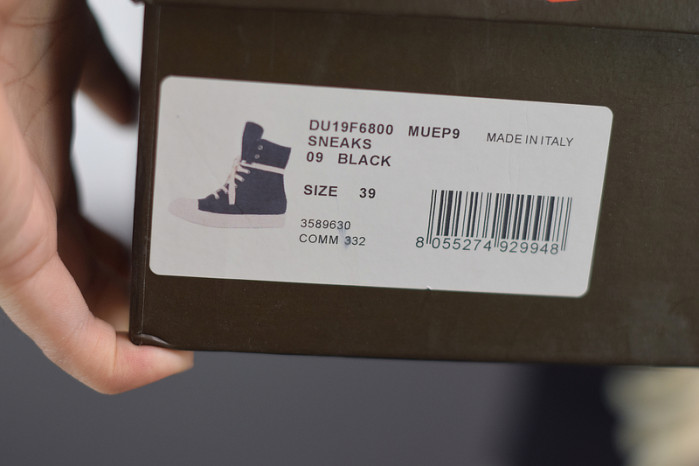 DU19F6800 MUEP9
SNEAKS
09 BLACK
MADE IN ITALY
SIZE 39
3589630
COMM 332
8 055274 929948